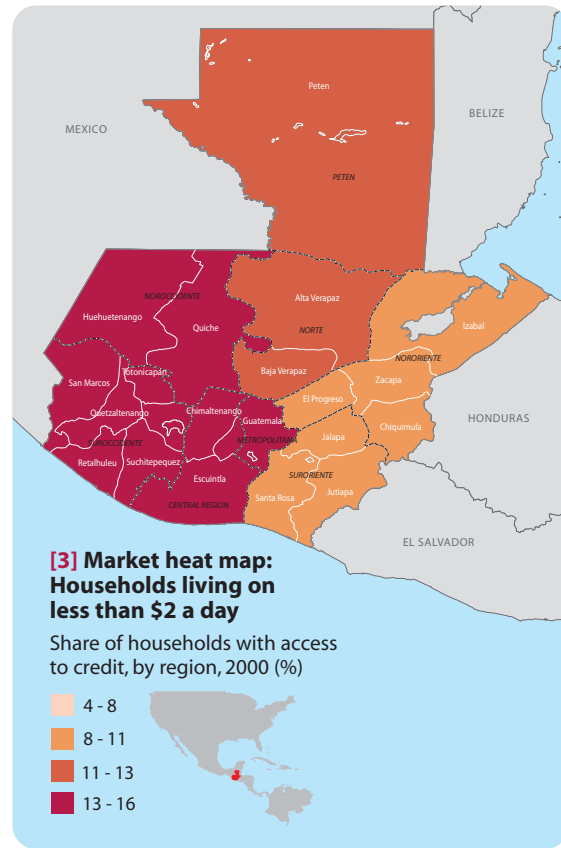 Peten
BELIZE
MEXICO
PETEN
NOROCCIDENTE
Alta Verapaz
Huehuetenango
Quiche
NORTE
Izabal
NORORIENTE
Baja Verapaz
Totonicapán
San Marcos
Zacapa
El Progreso
Quetzaltenango
Chimaltenango
Guatemala
HONDURAS
Chiquimula
SUROCCIDENTE
METROPOLITANA
Jalapa
Retalhuleu
Suchitepequez
SURORIENTE
Escuintla
Santa Rosa
Jutiapa
CENTRAL REGION
EL SALVADOR
[3] Market heat map:
Households living on
less than $2 a day
Share of households with access
to credit, by region, 2000 (%)
4 - 8
8 - 11
11 - 13
13 - 16